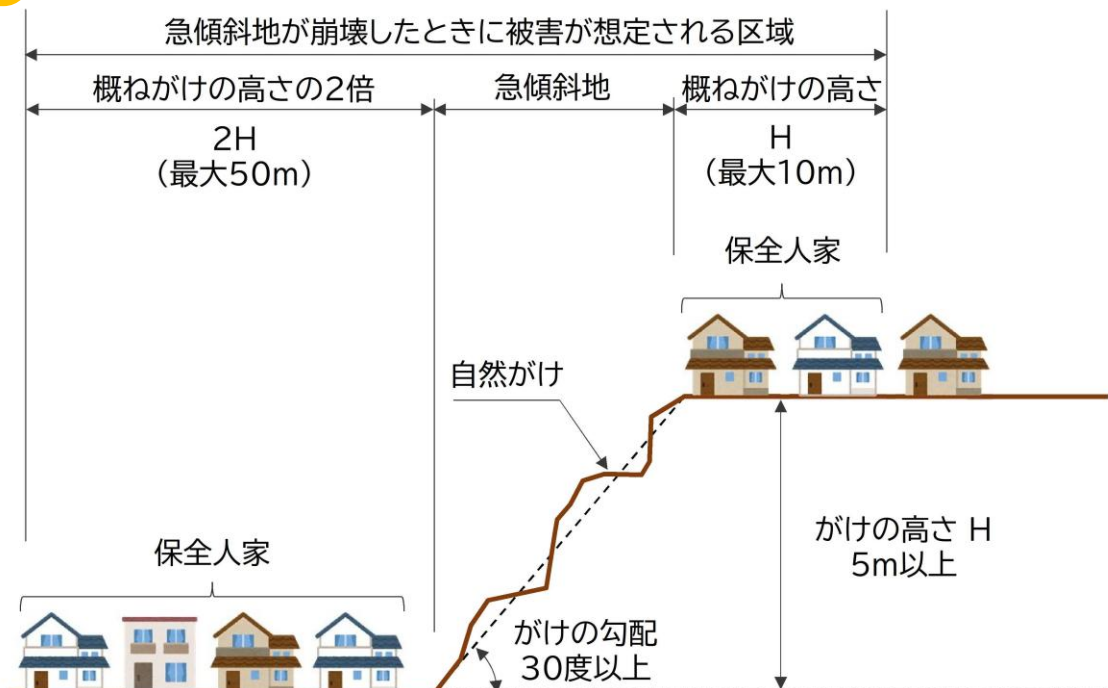 急傾斜地が崩壊したときに被害が想定される区域
概ねがけの高さの2倍
急傾斜地
概ねがけの高さ
2H
(最大50m)
H
(最大10m)
保全人家
自然がけ
がけの高さ H
5m以上
保全人家
がけの勾配
30度以上